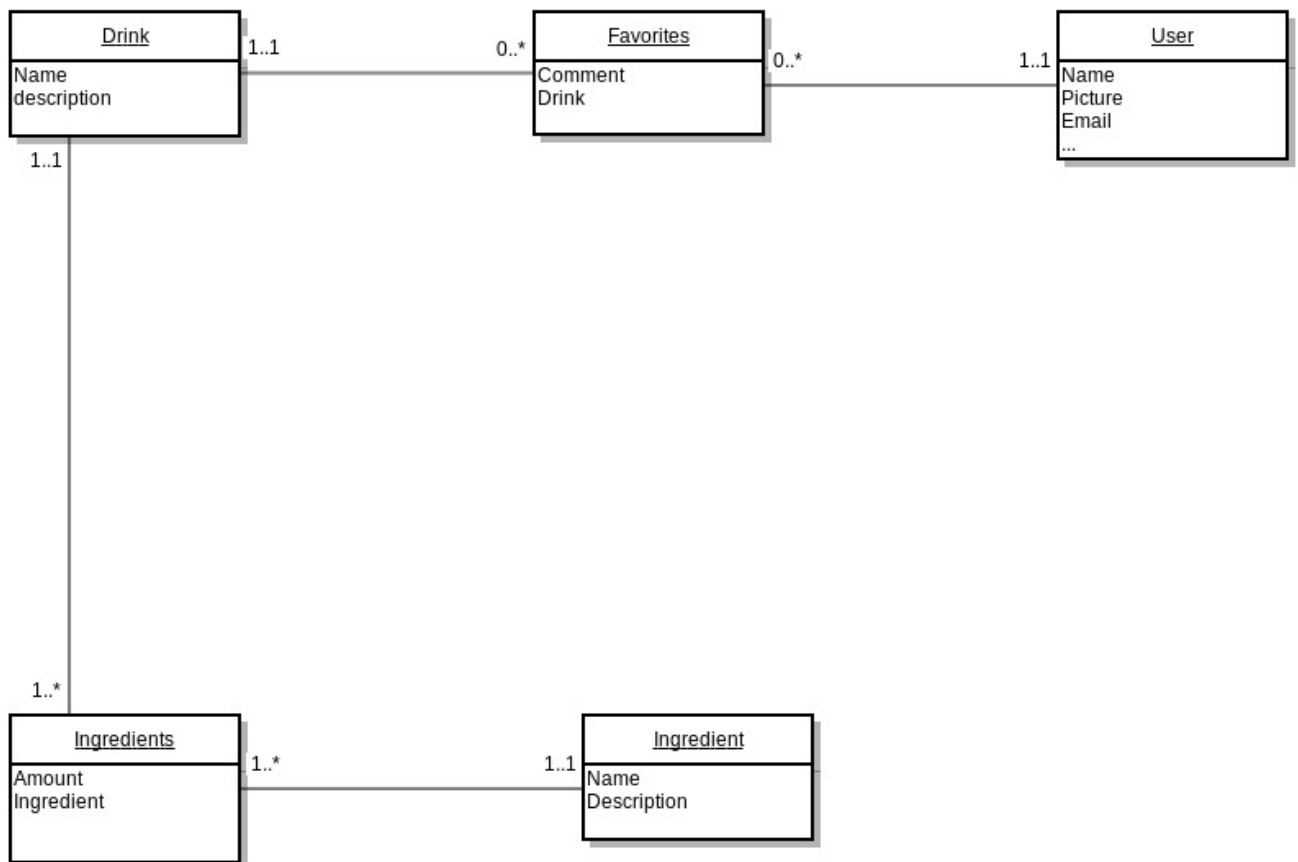 Drink
Name
description
1..1
0..*
Favorites
Comment
Drink
0..*
1..1
User
Name
Picture
Email
...
1..1
1..*
Ingredients
Amount
Ingredient
1..*
1..1
Ingredient
Name
Description